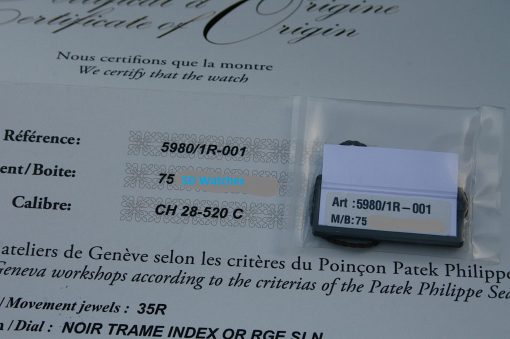 Certificat d'Origine
Certificate of Origin
Nous certifions que la montre
We certify that the watch
Référence: 5980/1R-001
ent/Boite: 75 SG Watches
Calibre: CH 28-520 C
Art :5980/1R-001
M/B:75
ateliers de Genève selon les critères du Poinçon Patek Philippe
Geneva workshops according to the criterias of the Patek Philippe Sea
/Movement jewels : 35R
/Dial : NOIR TRAME INDEX OR RGE SLN